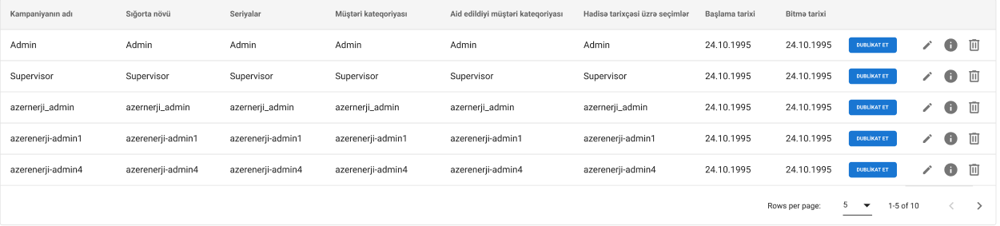 Kampaniyanın adı Sığorta növü Seriyalar Müştəri kateqoriyası Aid edildiyi müştəri kateqoriyası Hadisə tarixçəsi üzrə seçimlər Başlama tarixi Bitmə tarixi
Admin Admin Admin Admin Admin Admin 24.10.1995 24.10.1995 DUBLİKAT ET
Supervisor Supervisor Supervisor Supervisor Supervisor Supervisor 24.10.1995 24.10.1995 DUBLİKAT ET
azernerji_admin azernerji_admin azernerji_admin azernerji_admin azernerji_admin azernerji_admin 24.10.1995 24.10.1995 DUBLİKAT ET
azerenerji-admin1 azerenerji-admin1 azerenerji-admin1 azerenerji-admin1 azerenerji-admin1 azerenerji-admin1 24.10.1995 24.10.1995 DUBLİKAT ET
azerenerji-admin4 azerenerji-admin4 azerenerji-admin4 azerenerji-admin4 azerenerji-admin4 azerenerji-admin4 24.10.1995 24.10.1995 DUBLİKAT ET
Rows per page: 5 1-5 of 10